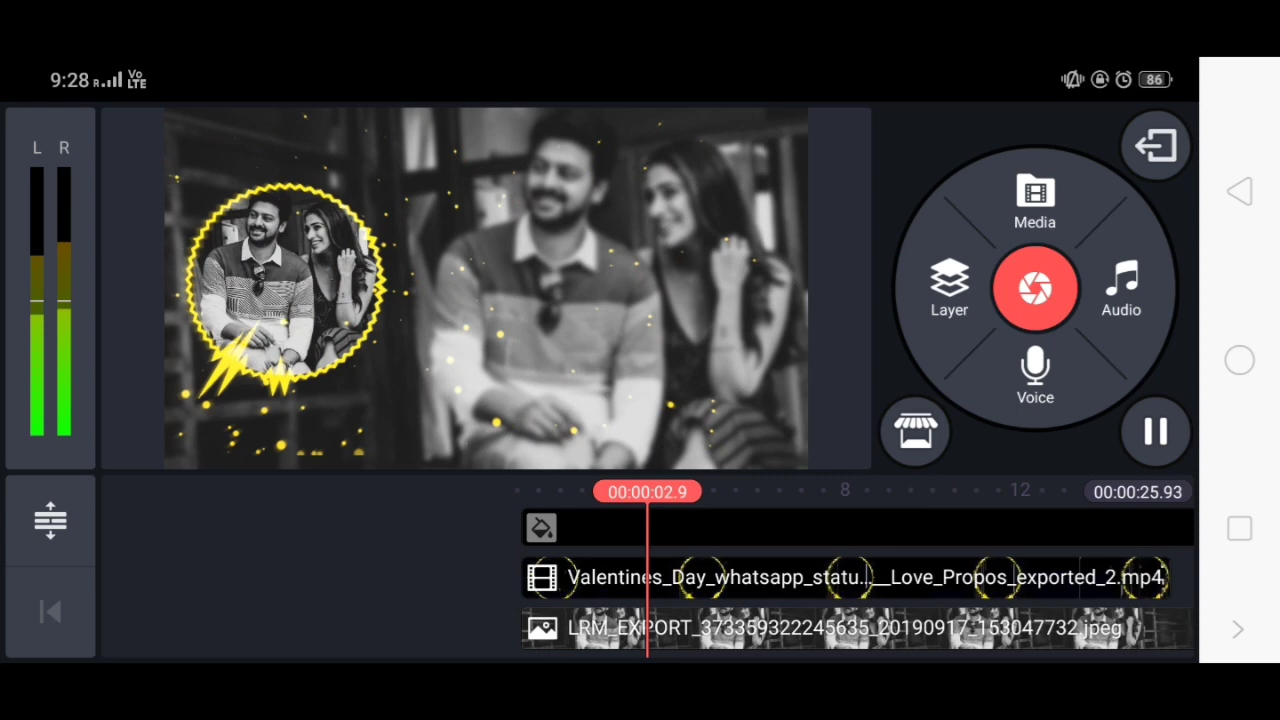 9:28 R Vo LTE 86
L R
Media
Layer
Audio
Voice
00:00:02.9 8 12 00:00:25.93
Valentines_Day_whatsapp_statu...__Love_Propos_exported_2.mp4
LRM_EXPORT_373359322245635_20190917_153047732.jpeg